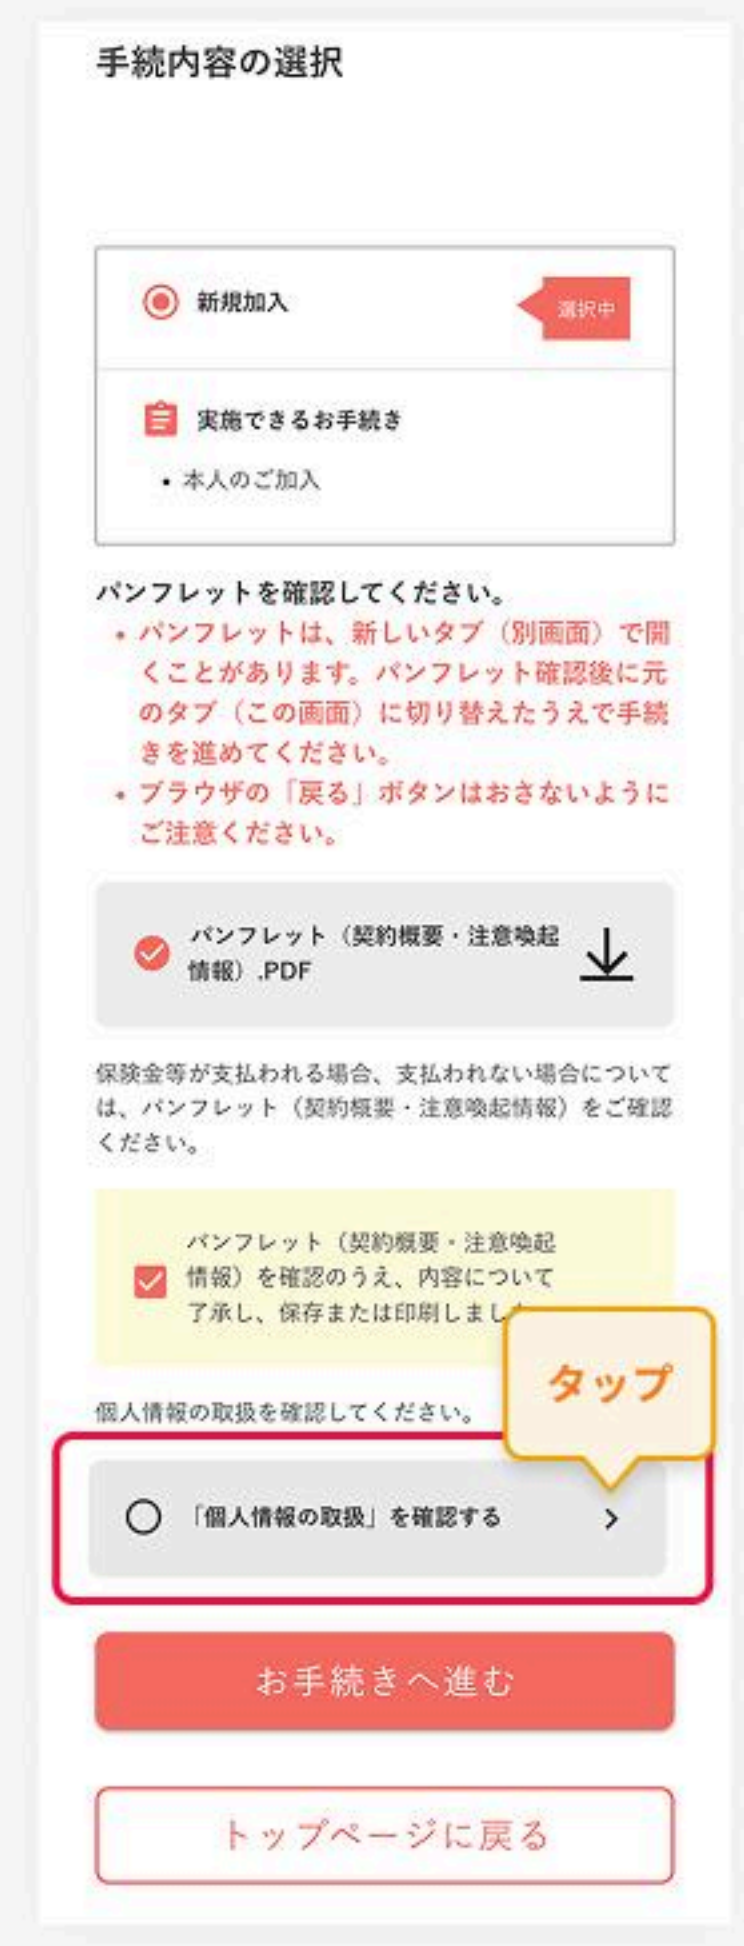 手続内容の選択
新規加入
選択中
実施できるお手続き
・本人のご加入
パンフレットを確認してください。
・パンフレットは、新しいタブ（別画面）で開
くことがあります。パンフレット確認後に元
のタブ（この画面）に切り替えたうえで手続
きを進めてください。
・ブラウザの「戻る」ボタンはおさないように
ご注意ください。
パンフレット（契約概要・注意喚起
情報）.PDF
保険金等が支払われる場合、支払われない場合について
は、パンフレット（契約概要・注意喚起情報）をご確認
ください。
パンフレット（契約概要・注意喚起
情報）を確認のうえ、内容について
了承し、保存または印刷しまし
タップ
個人情報の取扱を確認してください。
「個人情報の取扱」を確認する
お手続きへ進む
トップページに戻る